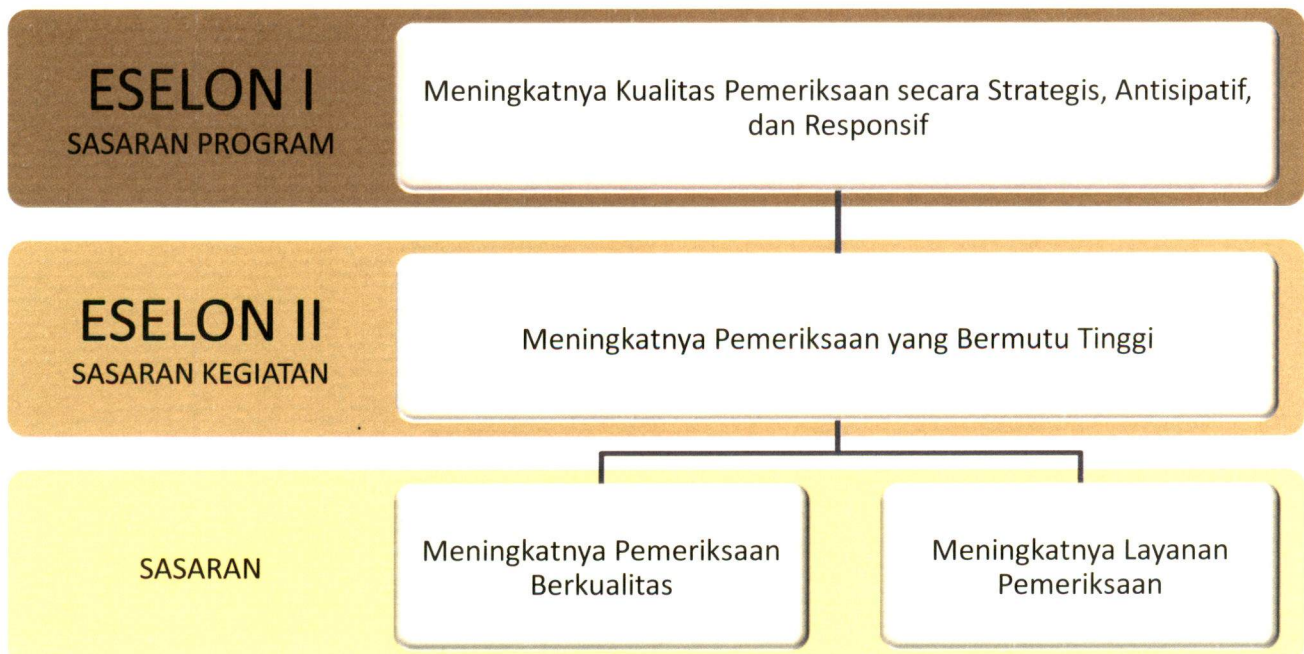 ESELON I
SASARAN PROGRAM
Meningkatnya Kualitas Pemeriksaan secara Strategis, Antisipatif,
dan Responsif
ESELON II
SASARAN KEGIATAN
Meningkatnya Pemeriksaan yang Bermutu Tinggi
SASARAN
Meningkatnya Pemeriksaan
Berkualitas
Meningkatnya Layanan
Pemeriksaan